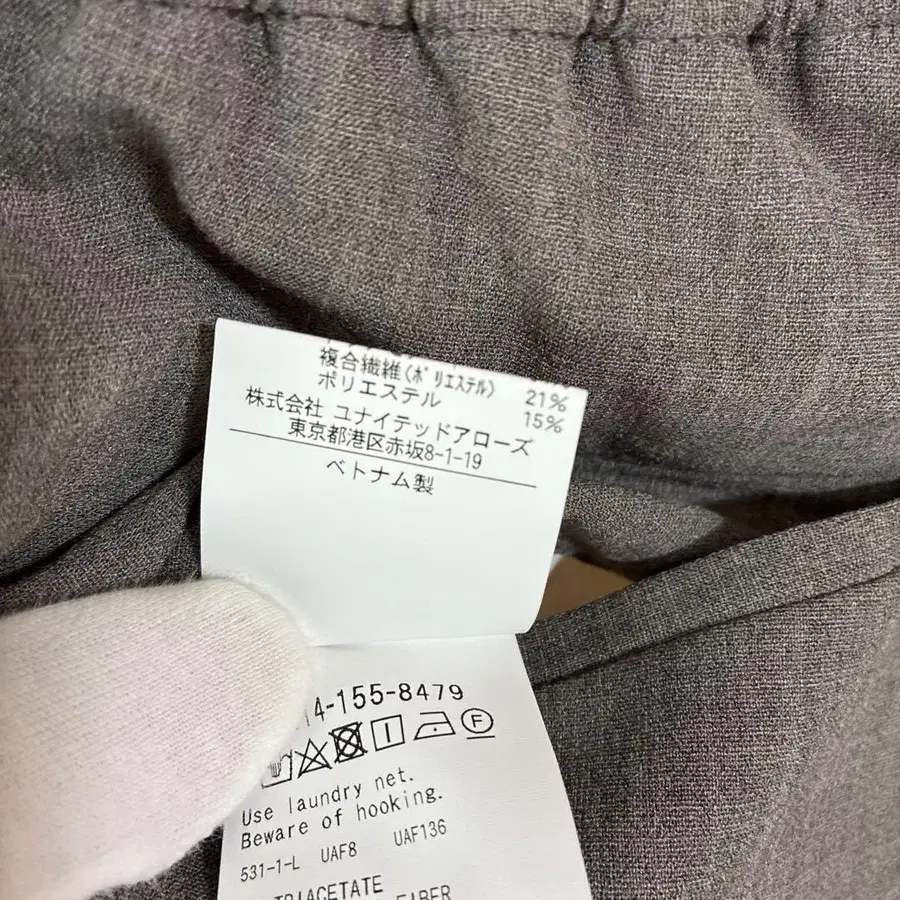 複合繊維(ポリエステル) 21%
ポリエステル 15%
株式会社 ユナイテッドアローズ
東京都港区赤坂8-1-19
ベトナム製
14-155-8479
F
Use laundry net.
Beware of hooking.
531-1-L UAF8 UAF136
TRIACETATE
FIBER